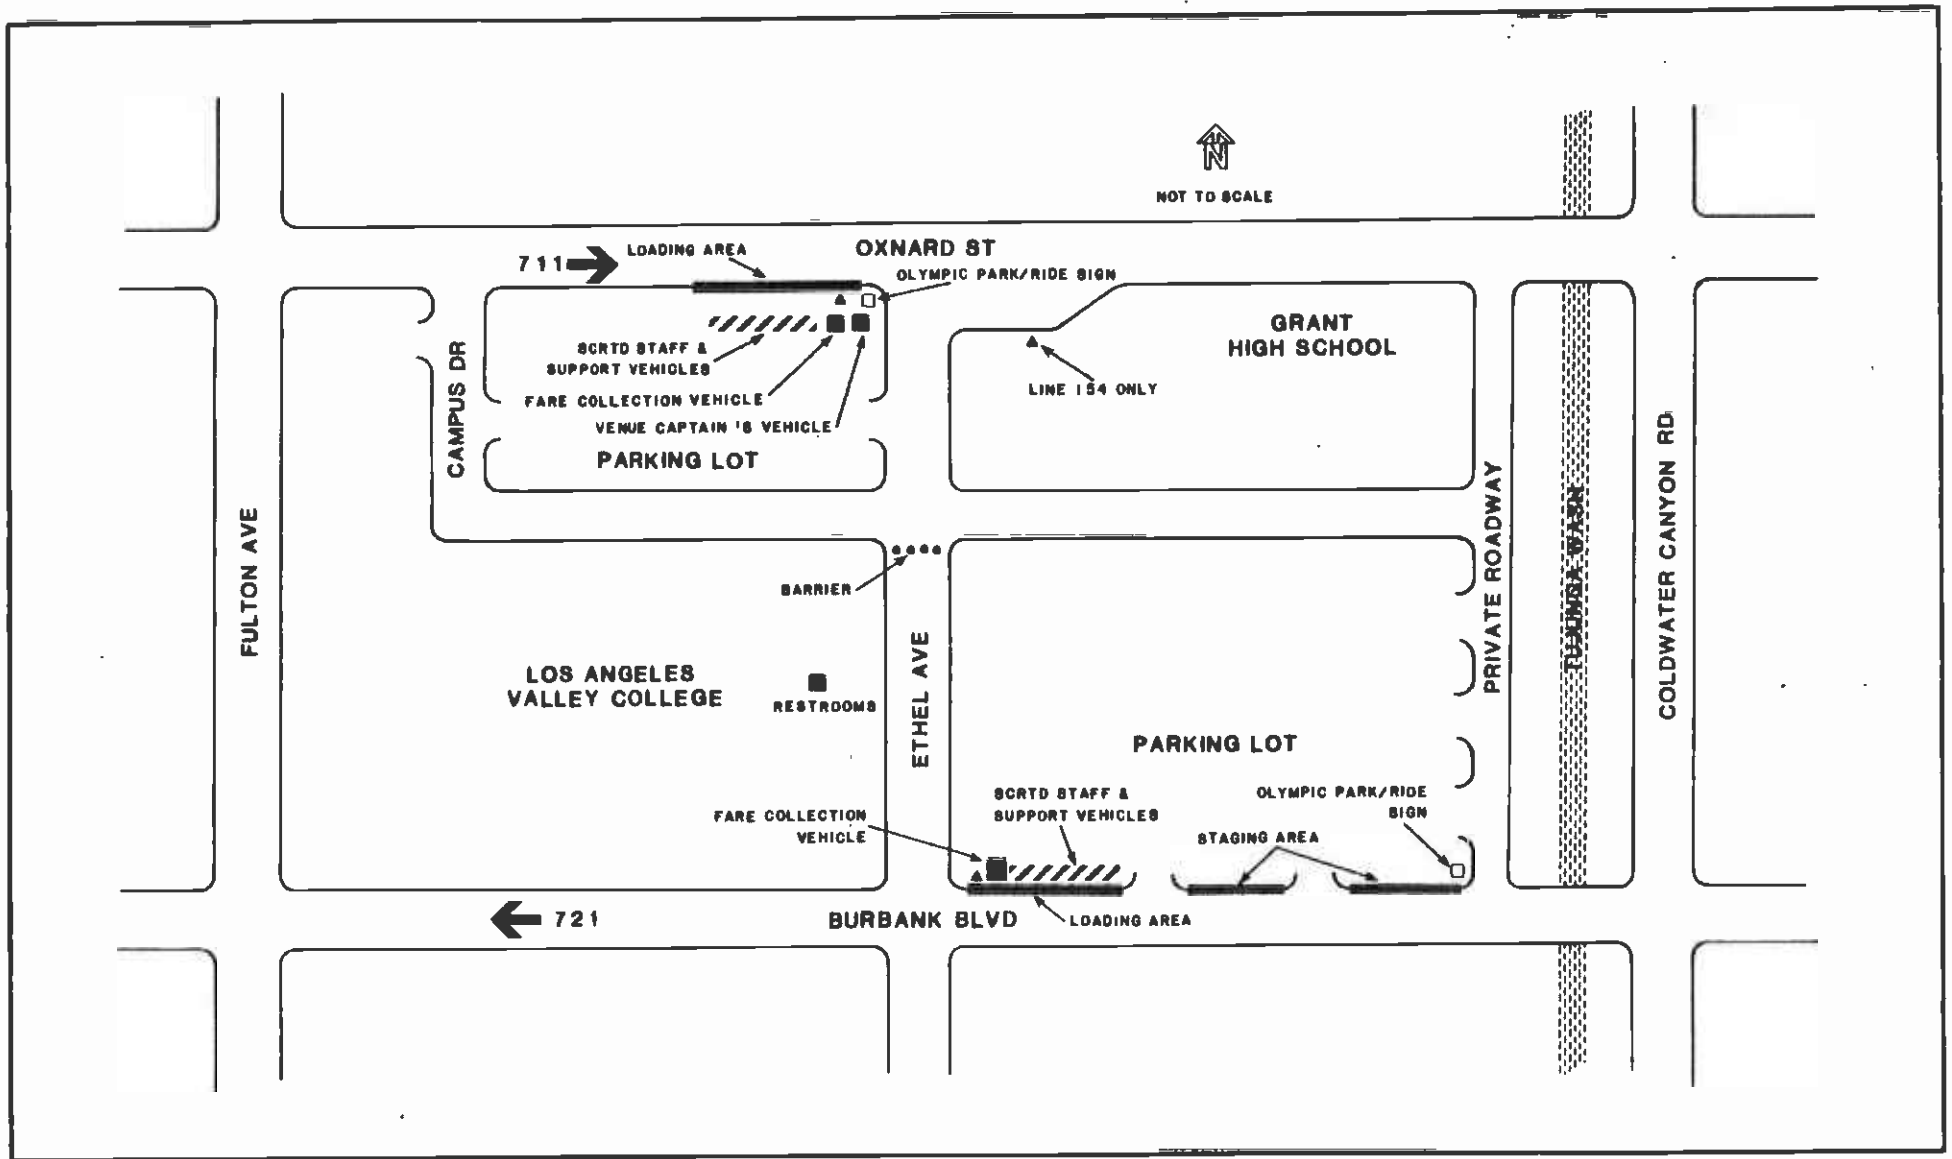 N
NOT TO SCALE
711
LOADING AREA
OXNARD ST
OLYMPIC PARK/RIDE SIGN
SCRTD STAFF &
SUPPORT VEHICLES
FARE COLLECTION VEHICLE
VENUE CAPTAIN 'S VEHICLE
PARKING LOT
CAMPUS DR
GRANT
HIGH SCHOOL
LINE 154 ONLY
FULTON AVE
BARRIER
LOS ANGELES
VALLEY COLLEGE
RESTROOMS
ETHEL AVE
PRIVATE ROADWAY
TUJUNGA WASH
COLDWATER CANYON RD
PARKING LOT
FARE COLLECTION
VEHICLE
SCRTD STAFF &
SUPPORT VEHICLES
STAGING AREA
OLYMPIC PARK/RIDE
SIGN
721
BURBANK BLVD
LOADING AREA